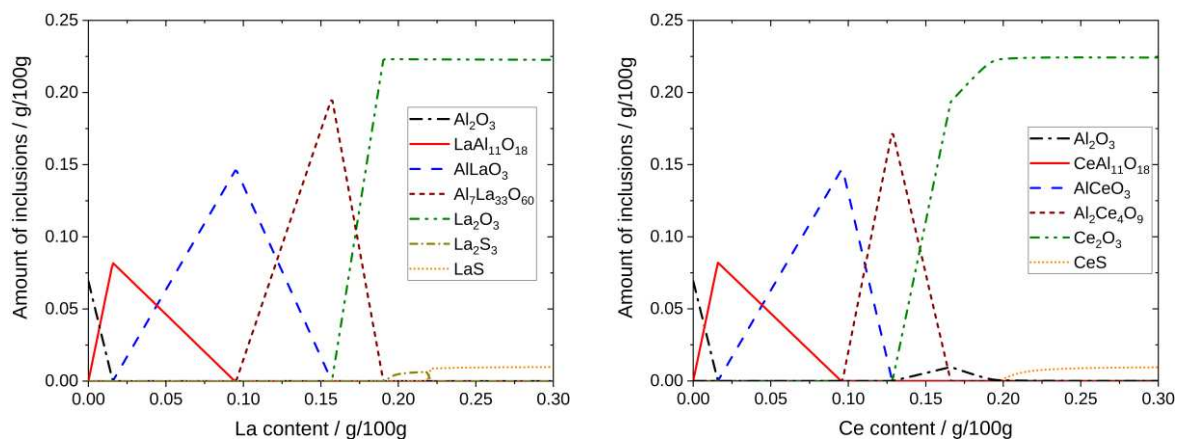 Amount of inclusions / g/100g
0.25
0.20
0.15
0.10
0.05
0.00
Al₂O₃
LaAl₁₁O₁₈
AlLaO₃
Al₇La₃₃O₆₀
La₂O₃
La₂S₃
LaS
0.00 0.05 0.10 0.15 0.20 0.25 0.30
La content / g/100g
Amount of inclusions / g/100g
0.25
0.20
0.15
0.10
0.05
0.00
Al₂O₃
CeAl₁₁O₁₈
AlCeO₃
Al₂Ce₄O₉
Ce₂O₃
CeS
0.00 0.05 0.10 0.15 0.20 0.25 0.30
Ce content / g/100g